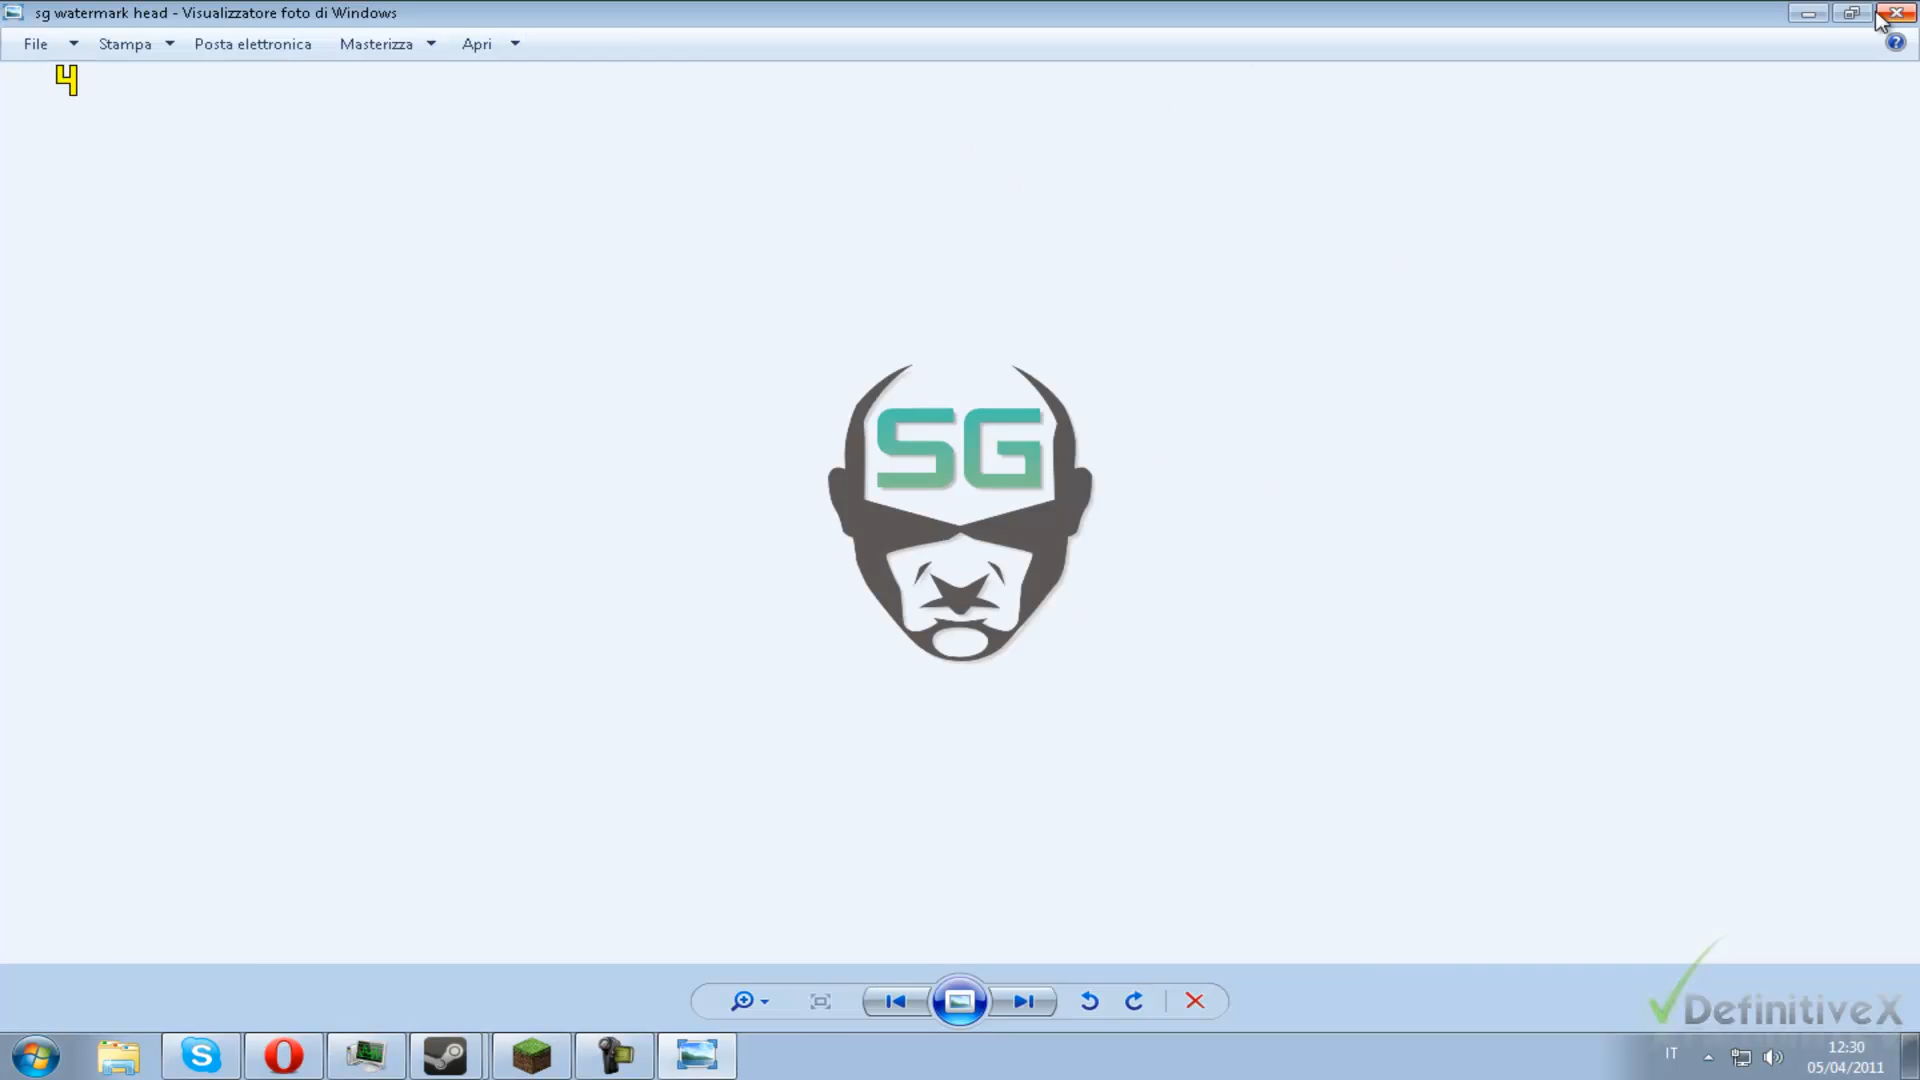 sg watermark head - Visualizzatore foto di Windows
File Stampa Posta elettronica Masterizza Apri
4
SG
DefinitiveX
IT
12:30
05/04/2011